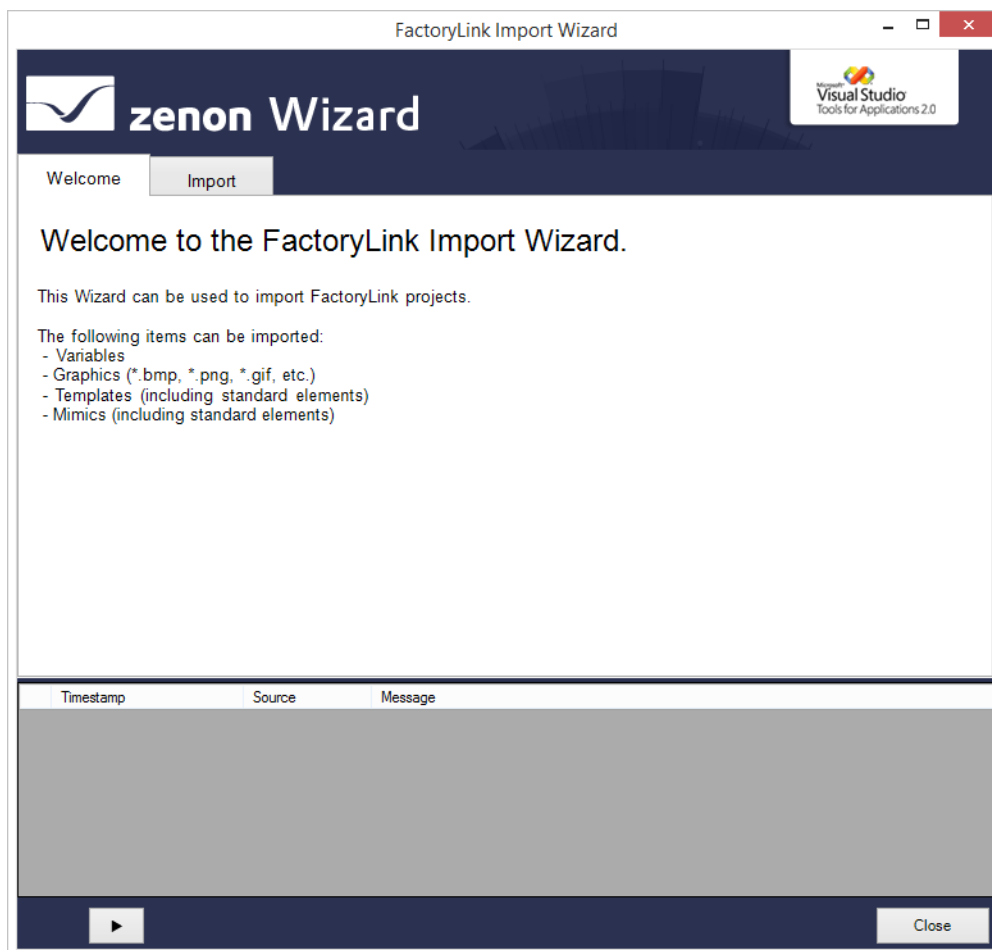 FactoryLink Import Wizard
zenon Wizard
Microsoft
Visual Studio
Tools for Applications 2.0
Welcome
Import
Welcome to the FactoryLink Import Wizard.
This Wizard can be used to import FactoryLink projects.
The following items can be imported:
- Variables
- Graphics (*.bmp, *.png, *.gif, etc.)
- Templates (including standard elements)
- Mimics (including standard elements)
Timestamp Source Message
Close